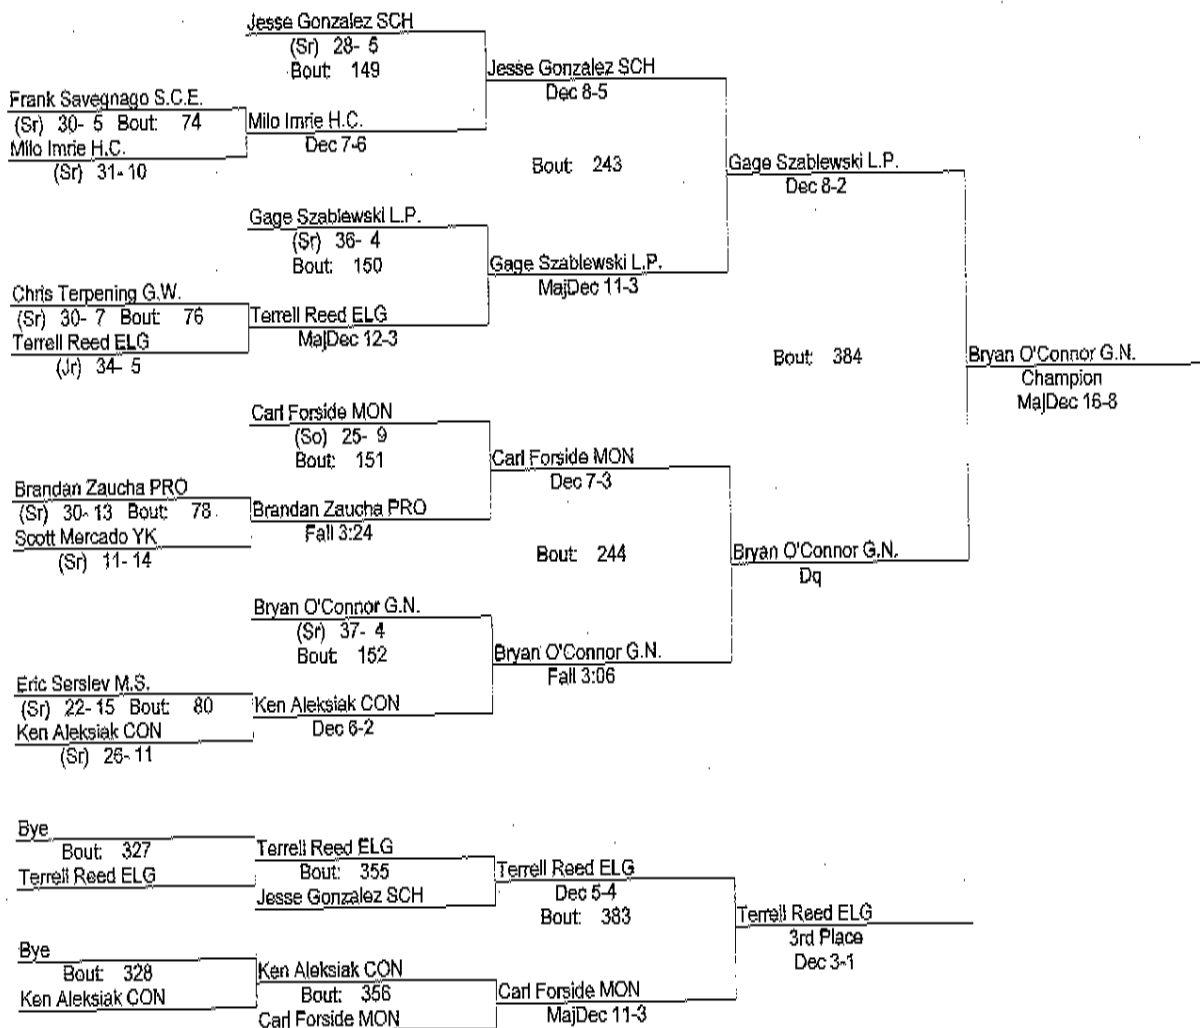 Jesse Gonzalez SCH
(Sr) 28- 5
Bout: 149
Jesse Gonzalez SCH
Dec 8-5
Frank Savegnago S.C.E.
(Sr) 30- 5 Bout: 74
Milo Imrie H.C.
Dec 7-6
Milo Imrie H.C.
(Sr) 31- 10
Bout: 243
Gage Szablewski L.P.
Dec 8-2
Gage Szablewski L.P.
(Sr) 36- 4
Bout: 150
Gage Szablewski L.P.
MajDec 11-3
Chris Terpening G.W.
(Sr) 30- 7 Bout: 76
Terrell Reed ELG
MajDec 12-3
Terrell Reed ELG
(Jr) 34- 5
Bout: 384
Bryan O'Connor G.N.
Champion
MajDec 16-8
Carl Forside MON
(So) 25- 9
Bout: 151
Carl Forside MON
Dec 7-3
Brandan Zaucha PRO
(Sr) 30- 13 Bout: 78
Brandan Zaucha PRO
Fall 3:24
Scott Mercado YK
(Sr) 11- 14
Bout: 244
Bryan O'Connor G.N.
Dq
Bryan O'Connor G.N.
(Sr) 37- 4
Bout: 152
Bryan O'Connor G.N.
Fall 3:06
Eric Serslev M.S.
(Sr) 22- 15 Bout: 80
Ken Aleksiak CON
Dec 6-2
Ken Aleksiak CON
(Sr) 26- 11
Bye
Bout: 327
Terrell Reed ELG
Terrell Reed ELG
Bout: 355
Jesse Gonzalez SCH
Terrell Reed ELG
Dec 5-4
Bout: 383
Terrell Reed ELG
3rd Place
Dec 3-1
Bye
Bout: 328
Ken Aleksiak CON
Ken Aleksiak CON
Bout: 356
Carl Forside MON
Carl Forside MON
MajDec 11-3